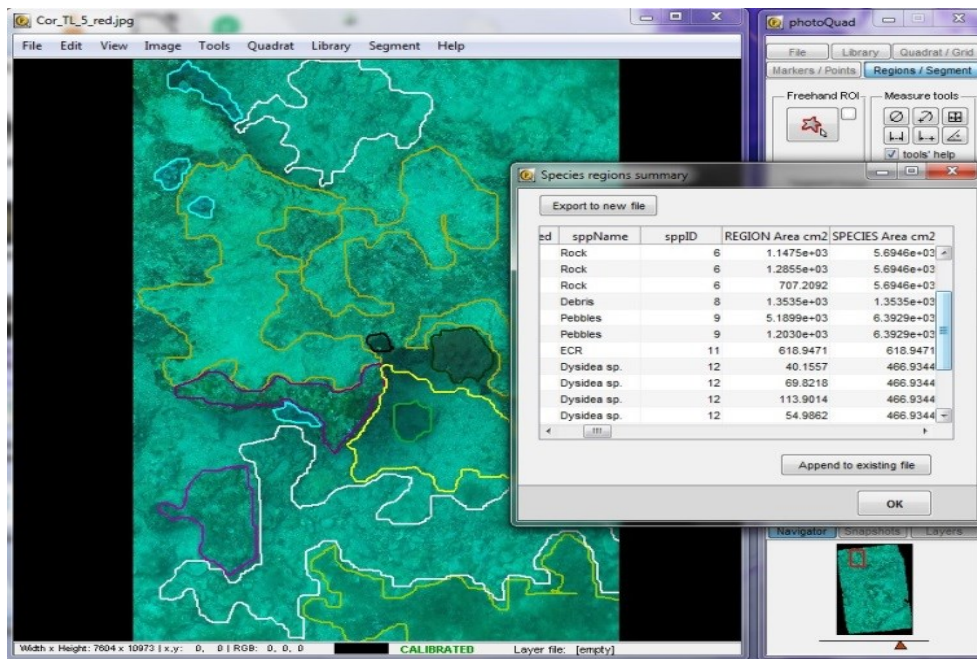 Cor_TL_5_red.jpg
File Edit View Image Tools Quadrat Library Segment Help
photoQuad
File Library Quadrat / Grid
Markers / Points Regions / Segment
Freehand ROI Measure tools
tools' help
Species regions summary
Export to new file
ed sppName sppID REGION Area cm2 SPECIES Area cm2
Rock 6 1.1475e+03 5.6946e+03
Rock 6 1.2855e+03 5.6946e+03
Rock 6 707.2092 5.6946e+03
Debris 8 1.3535e+03 1.3535e+03
Pebbles 9 5.1899e+03 6.3929e+03
Pebbles 9 1.2030e+03 6.3929e+03
ECR 11 618.9471 618.9471
Dysidea sp. 12 40.1557 466.9344
Dysidea sp. 12 69.8218 466.9344
Dysidea sp. 12 113.9014 466.9344
Dysidea sp. 12 54.9862 466.9344
Append to existing file
OK
Navigator Snapshots Layers
Width x Height: 7604 x 10973 | x,y: 0, 0 | RGB: 0, 0, 0 CALIBRATED Layer file: [empty]